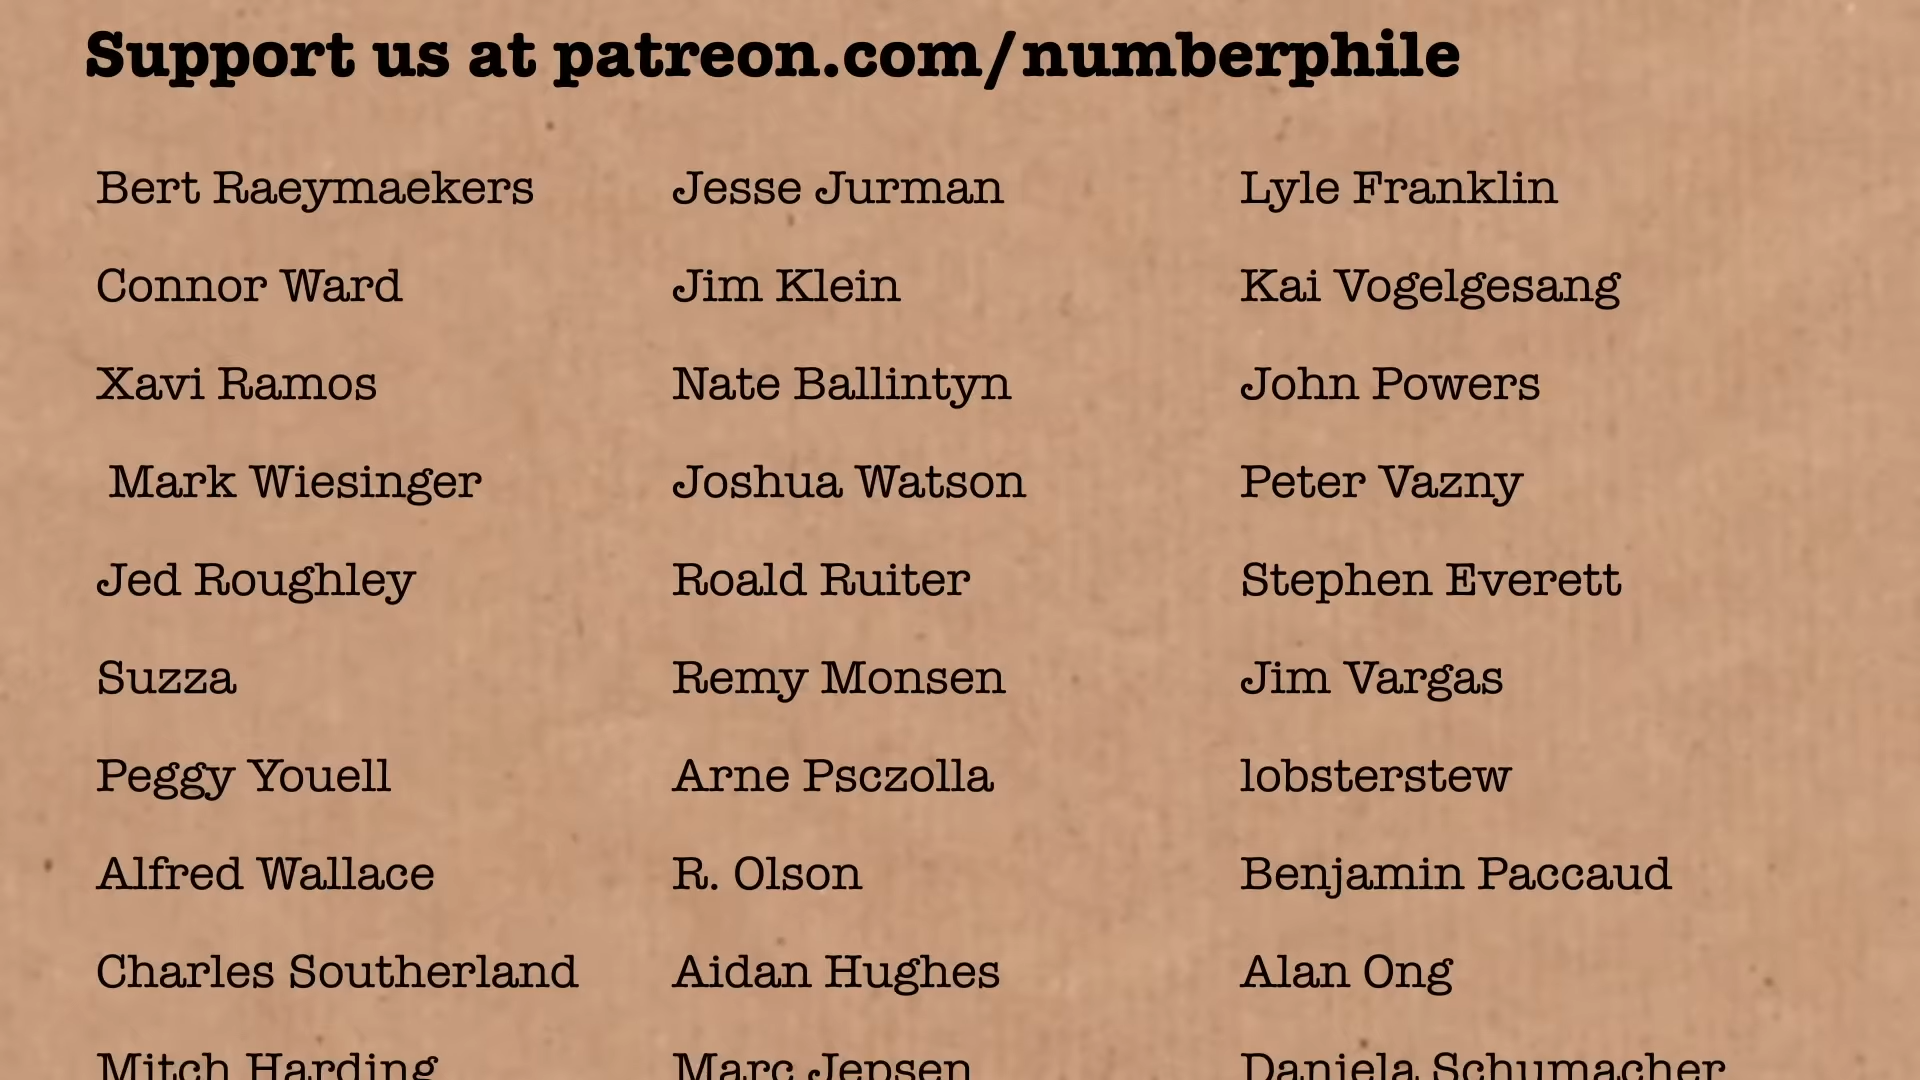 Support us at patreon.com/numberphile
Bert Raeymaekers Jesse Jurman Lyle Franklin
Connor Ward Jim Klein Kai Vogelgesang
Xavi Ramos Nate Ballintyn John Powers
Mark Wiesinger Joshua Watson Peter Vazny
Jed Roughley Roald Ruiter Stephen Everett
Suzza Remy Monsen Jim Vargas
Peggy Youell Arne Psczolla lobsterstew
Alfred Wallace R. Olson Benjamin Paccaud
Charles Southerland Aidan Hughes Alan Ong
Mitch Harding Marc Jepsen Daniela Schumacher